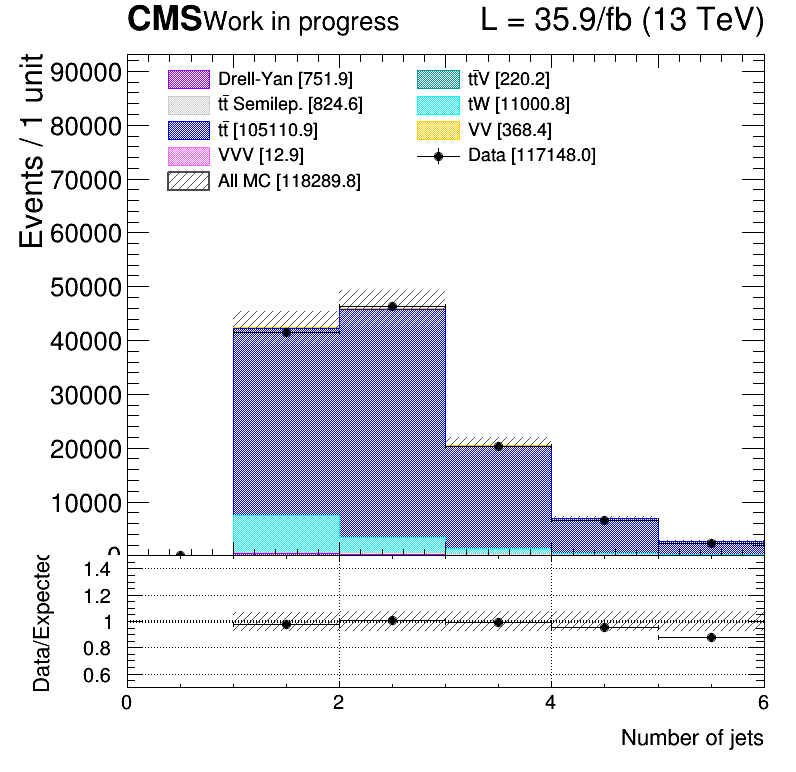 CMS Work in progress L = 35.9/fb (13 TeV)
Events / 1 unit
90000
80000
70000
60000
50000
40000
30000
20000
10000
0
Drell-Yan [751.9]
tt̄ Semilep. [824.6]
tt̄ [105110.9]
VVV [12.9]
All MC [118289.8]
tt̄V [220.2]
tW [11000.8]
VV [368.4]
Data [117148.0]
Data/Expected
1.4
1.2
1
0.8
0.6
0 2 4 6
Number of jets